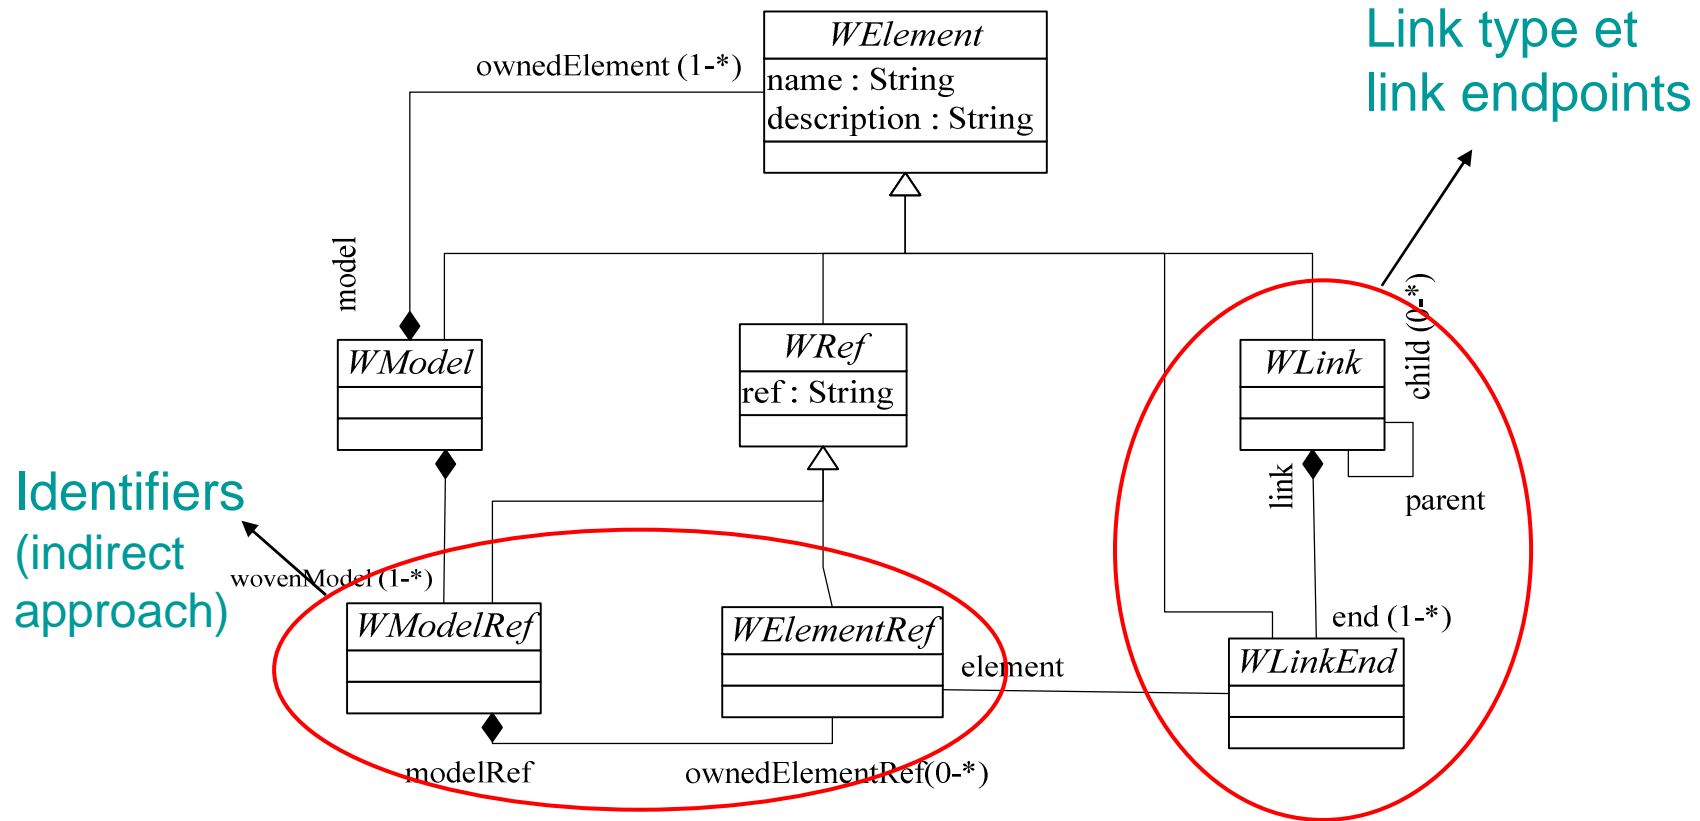 WElement
name : String
description : String
ownedElement (1-*)
Link type et
link endpoints
model
WModel
WRef
ref : String
WLink
child (0-*)
link
parent
Identifiers
(indirect
approach)
wovenModel (1-*)
WModelRef
WElementRef
element
end (1-*)
WLinkEnd
modelRef
ownedElementRef(0-*)